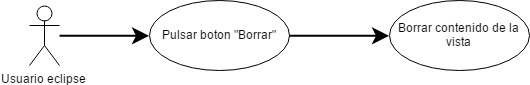 Usuario eclipse
Pulsar boton "Borrar"
Borrar contenido de la
vista